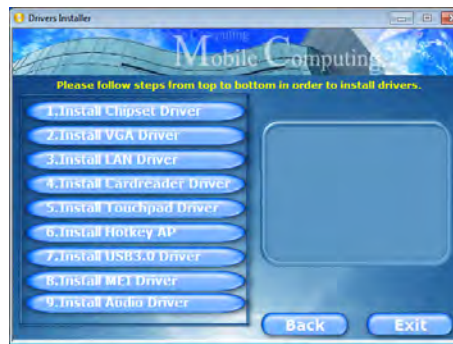 Drivers Installer
Mobile Computing
Please follow steps from top to bottom in order to install drivers.
1.Install Chipset Driver
2.Install VGA Driver
3.Install LAN Driver
4.Install Cardreader Driver
5.Install Touchpad Driver
6.Install Hotkey AP
7.Install USB3.0 Driver
8.Install MEI Driver
9.Install Audio Driver
Back
Exit